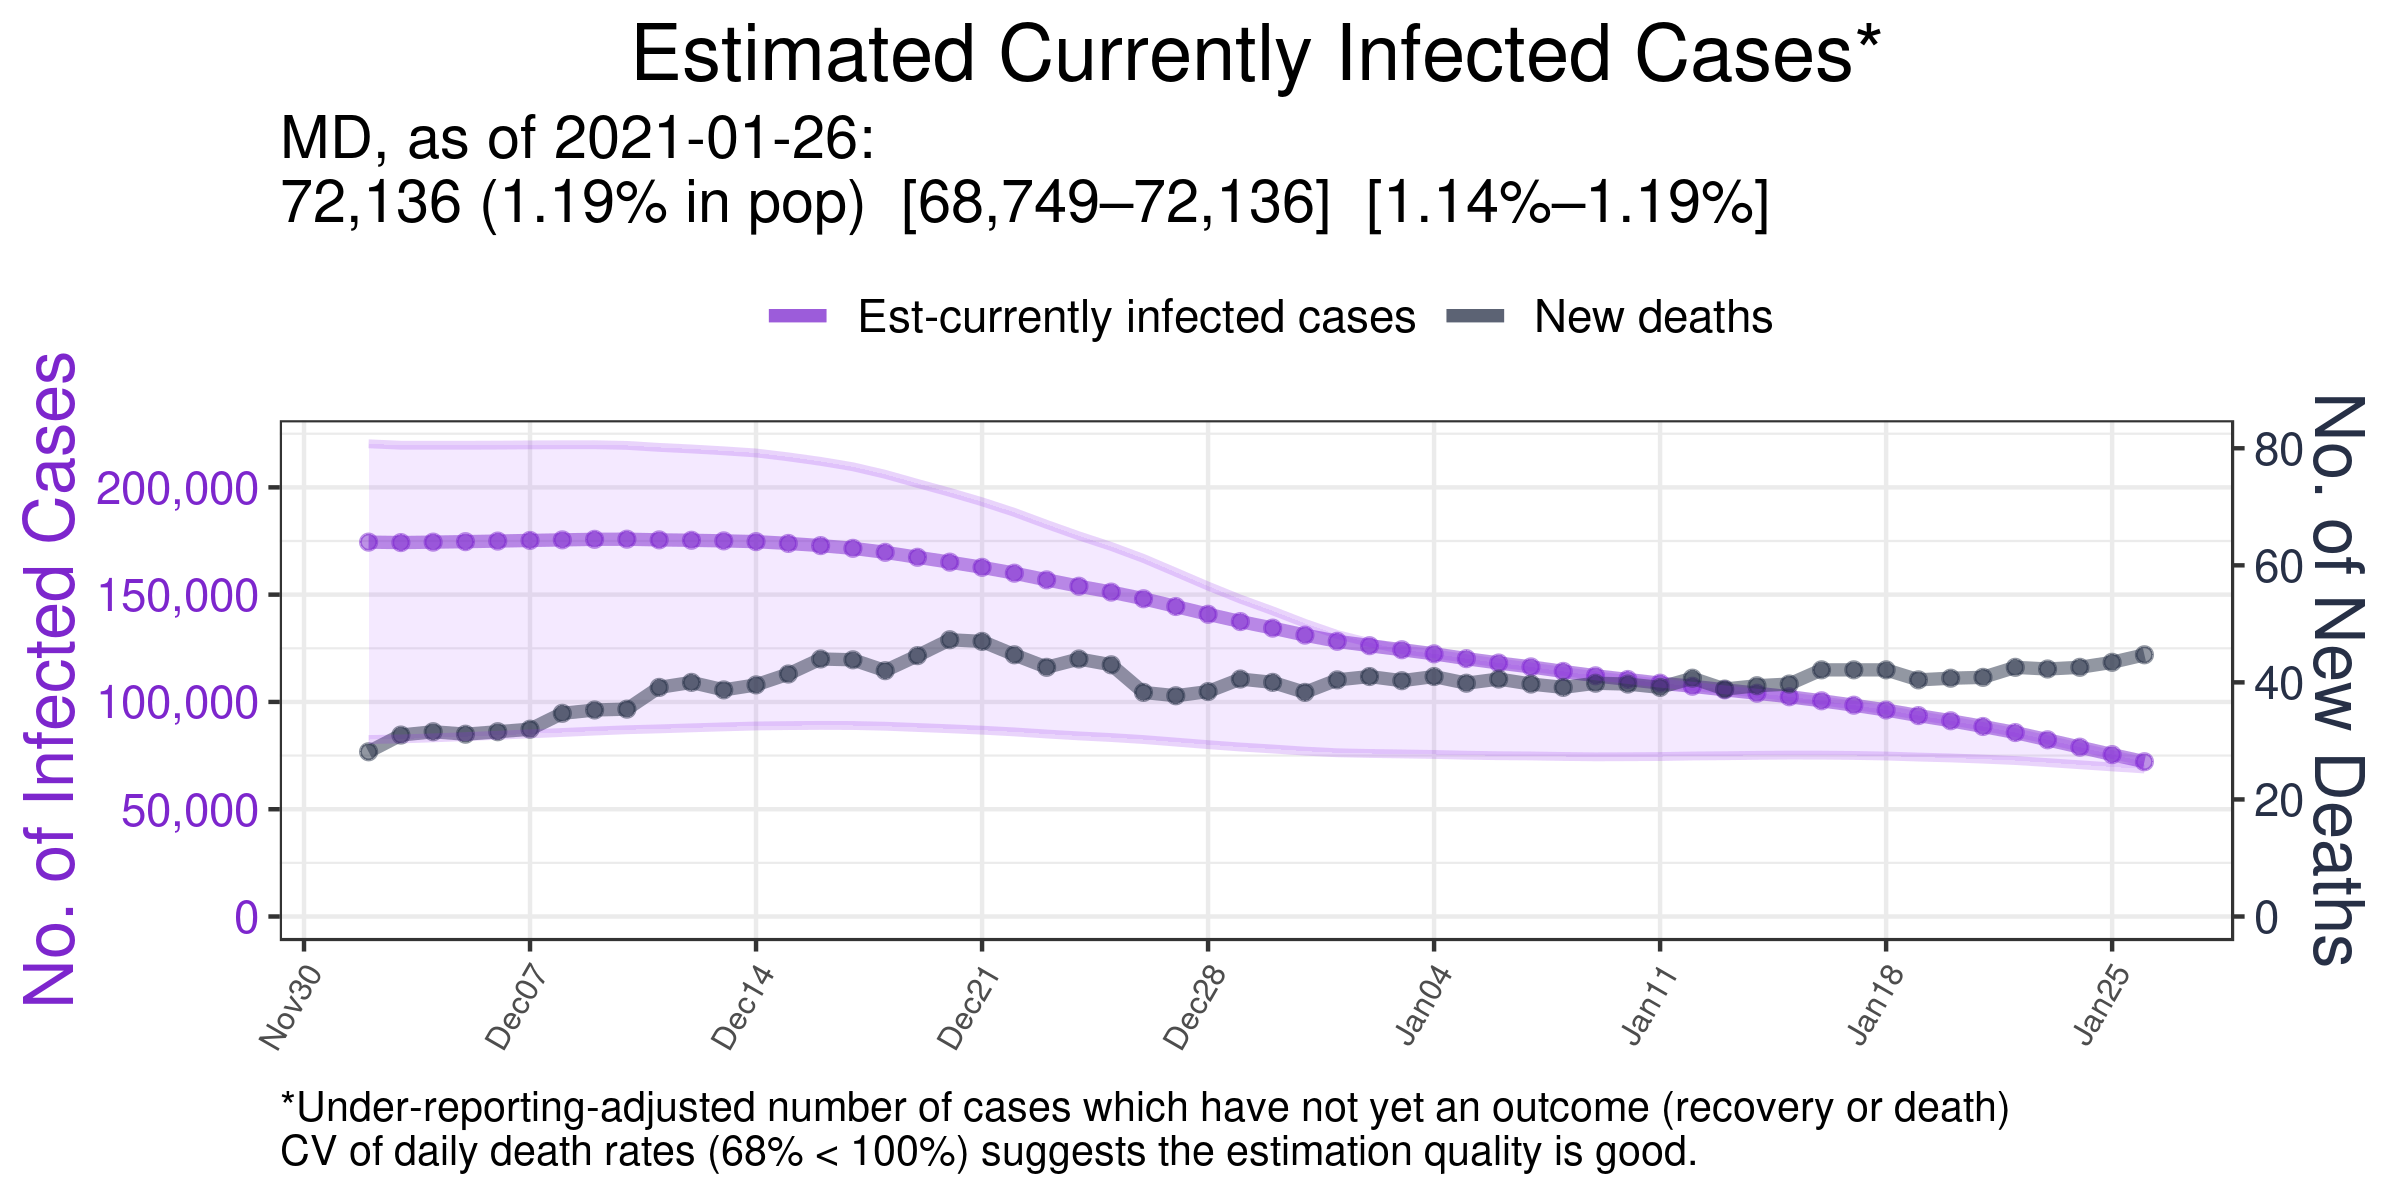 Estimated Currently Infected Cases*
MD, as of 2021-01-26:
72,136 (1.19% in pop) [68,749–72,136] [1.14%–1.19%]
Est-currently infected cases New deaths
No. of Infected Cases
200,000
150,000
100,000
50,000
0
80
60
40
20
0
No. of New Deaths
Nov30 Dec07 Dec14 Dec21 Dec28 Jan04 Jan11 Jan18 Jan25
*Under-reporting-adjusted number of cases which have not yet an outcome (recovery or death)
CV of daily death rates (68% < 100%) suggests the estimation quality is good.